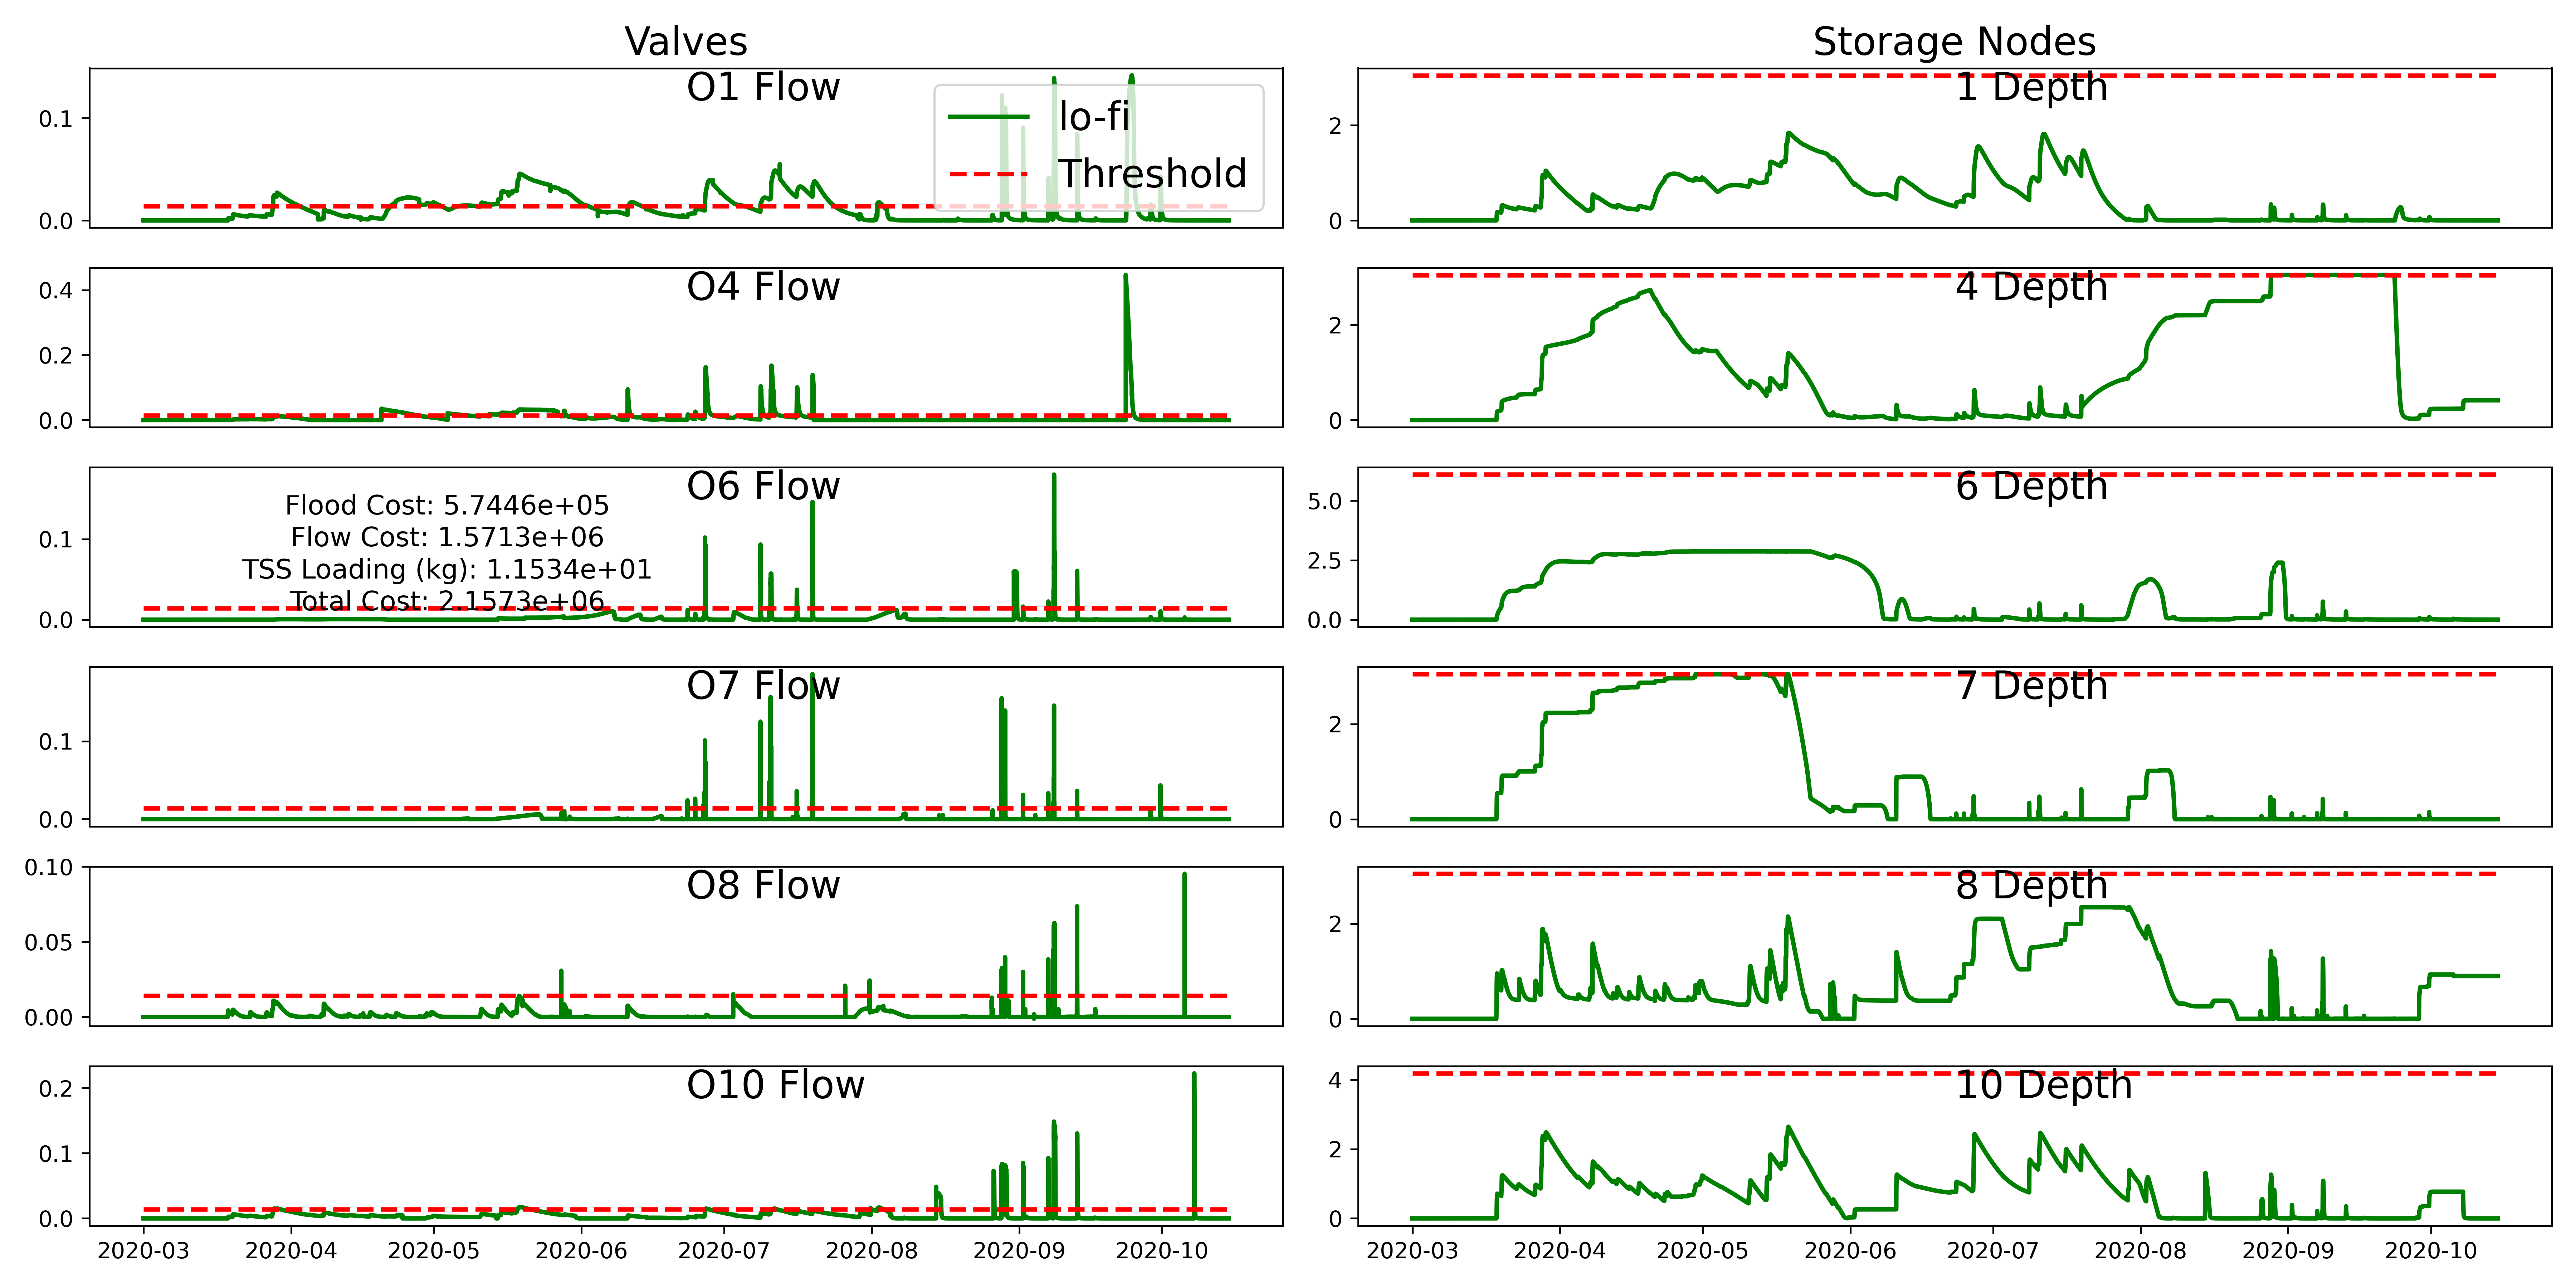 Valves
Storage Nodes
O1 Flow
lo-fi
Threshold
0.1
0.0
1 Depth
2
0
O4 Flow
0.4
0.2
0.0
4 Depth
2
0
O6 Flow
Flood Cost: 5.7446e+05
Flow Cost: 1.5713e+06
TSS Loading (kg): 1.1534e+01
Total Cost: 2.1573e+06
0.1
0.0
6 Depth
5.0
2.5
0.0
O7 Flow
0.1
0.0
7 Depth
2
0
O8 Flow
0.10
0.05
0.00
8 Depth
2
0
O10 Flow
0.2
0.1
0.0
2020-03 2020-04 2020-05 2020-06 2020-07 2020-08 2020-09 2020-10
10 Depth
4
2
0
2020-03 2020-04 2020-05 2020-06 2020-07 2020-08 2020-09 2020-10